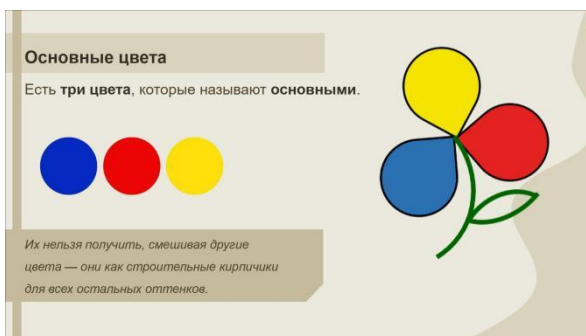 Основные цвета
Есть три цвета, которые называют основными.
Их нельзя получить, смешивая другие
цвета — они как строительные кирпичики
для всех остальных оттенков.